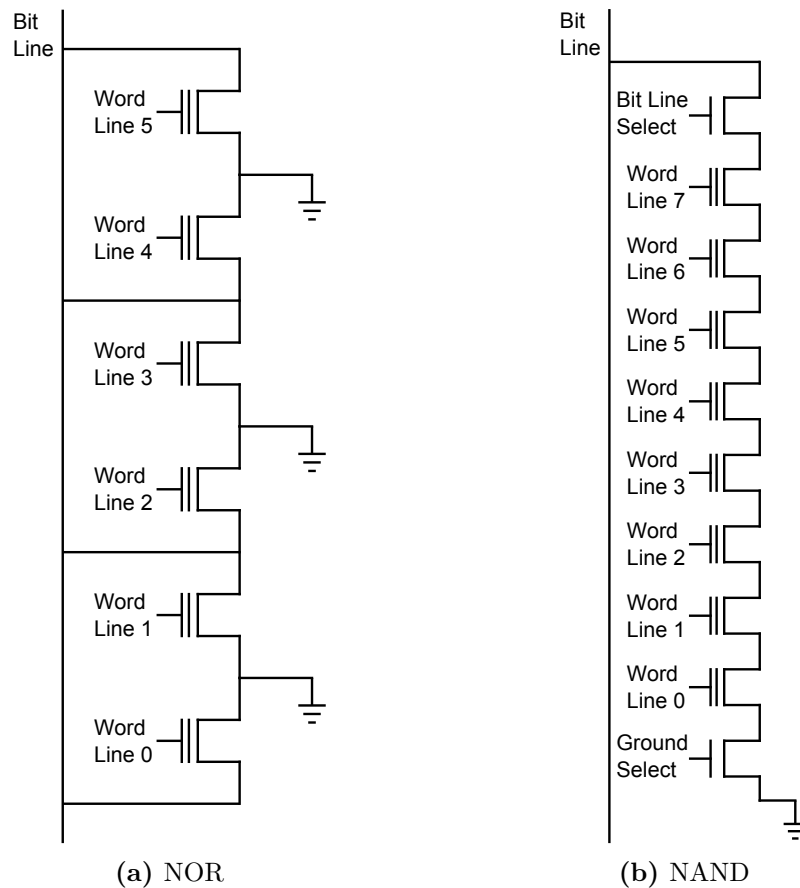 Bit
Line
Word
Line 5
Word
Line 4
Word
Line 3
Word
Line 2
Word
Line 1
Word
Line 0
(a) NOR
Bit
Line
Bit Line
Select
Word
Line 7
Word
Line 6
Word
Line 5
Word
Line 4
Word
Line 3
Word
Line 2
Word
Line 1
Word
Line 0
Ground
Select
(b) NAND